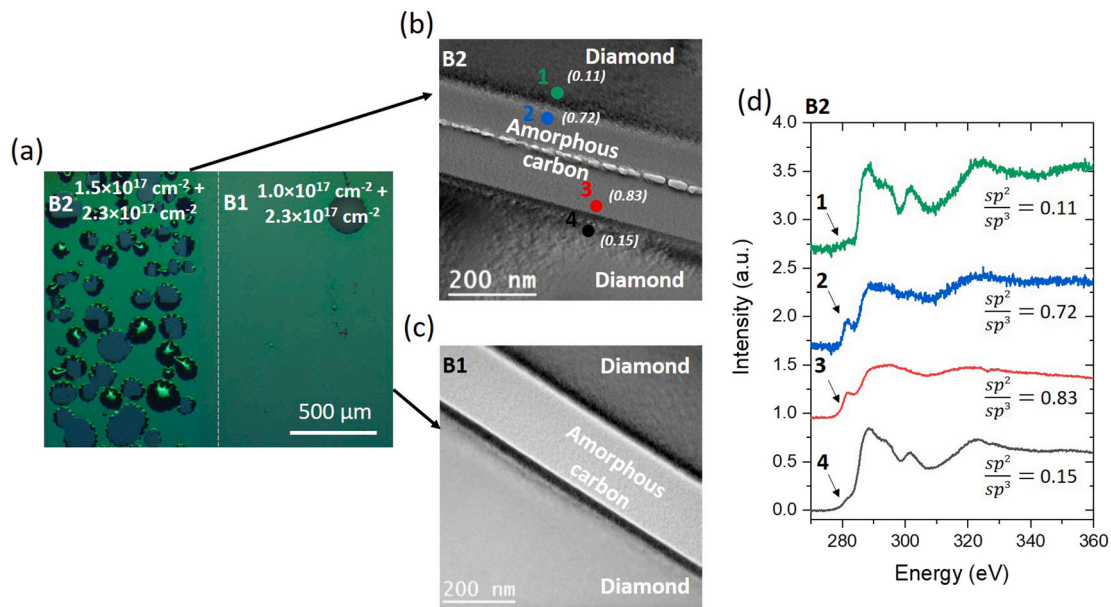 (a)
B2
1.5×10¹⁷ cm⁻² +
2.3×10¹⁷ cm⁻²
B1
1.0×10¹⁷ cm⁻² +
2.3×10¹⁷ cm⁻²
500 µm
(b)
B2
Diamond
1
(0.11)
2
(0.72)
Amorphous
carbon
3
(0.83)
4
(0.15)
200 nm
Diamond
(c)
B1
Diamond
Amorphous
carbon
200 nm
Diamond
(d)
B2
Intensity (a.u.)
4.0
3.5
3.0
2.5
2.0
1.5
1.0
0.5
0.0
1
sp²/sp³ = 0.11
2
sp²/sp³ = 0.72
3
sp²/sp³ = 0.83
4
sp²/sp³ = 0.15
280 300 320 340 360
Energy (eV)